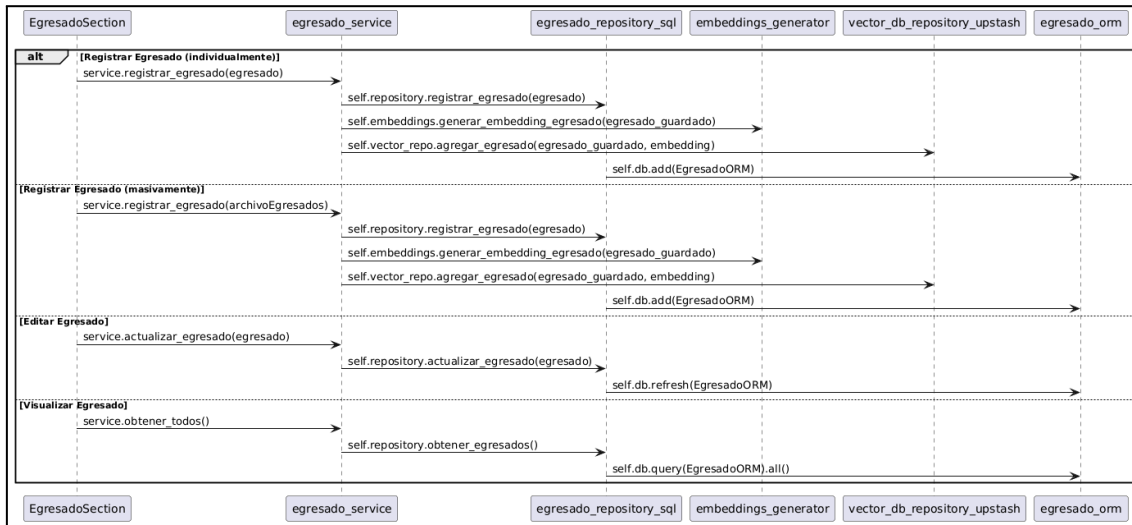 EgresadoSection egresado_service egresado_repository_sql embeddings_generator vector_db_repository_upstash egresado_orm
alt [Registrar Egresado (individualmente)]
service.registrar_egresado(egresado)
self.repository.registrar_egresado(egresado)
self.embeddings.generar_embedding_egresado(egresado_guardado)
self.vector_repo.agregar_egresado(egresado_guardado, embedding)
self.db.add(EgresadoORM)
[Registrar Egresado (masivamente)]
service.registrar_egresado(archivoEgresados)
self.repository.registrar_egresado(egresado)
self.embeddings.generar_embedding_egresado(egresado_guardado)
self.vector_repo.agregar_egresado(egresado_guardado, embedding)
self.db.add(EgresadoORM)
[Editar Egresado]
service.actualizar_egresado(egresado)
self.repository.actualizar_egresado(egresado)
self.db.refresh(EgresadoORM)
[Visualizar Egresado]
service.obtener_todos()
self.repository.obtener_egresados()
self.db.query(EgresadoORM).all()
EgresadoSection egresado_service egresado_repository_sql embeddings_generator vector_db_repository_upstash egresado_orm